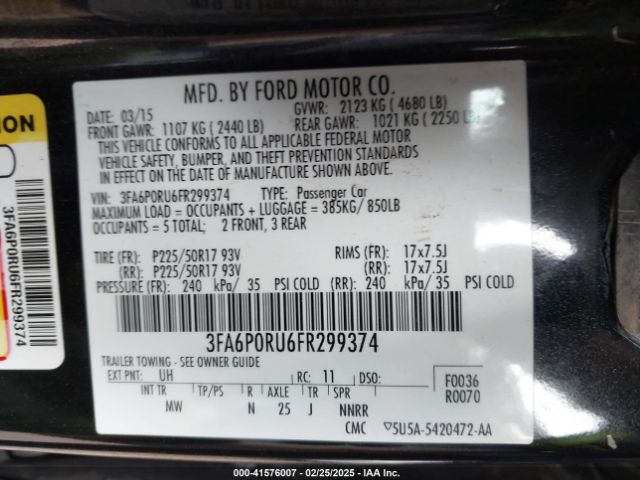 MFD. BY FORD MOTOR CO.
DATE: 03/15 GVWR: 2123 KG ( 4680 LB)
FRONT GAWR: 1107 KG ( 2440 LB) REAR GAWR: 1021 KG ( 2250 LB)
THIS VEHICLE CONFORMS TO ALL APPLICABLE FEDERAL MOTOR
VEHICLE SAFETY, BUMPER, AND THEFT PREVENTION STANDARDS
IN EFFECT ON THE DATE OF MANUFACTURE SHOWN ABOVE.
VIN: 3FA6P0RU6FR299374 TYPE: Passenger Car
MAXIMUM LOAD = OCCUPANTS + LUGGAGE = 385KG/ 850LB
OCCUPANTS = 5 TOTAL; 2 FRONT, 3 REAR
TIRE (FR): P225/50R17 93V RIMS (FR): 17x7.5J
(RR): P225/50R17 93V (RR): 17x7.5J
PRESSURE (FR): 240 kPa/ 35 PSI COLD (RR): 240 kPa/ 35 PSI COLD
3FA6P0RU6FR299374
TRAILER TOWING - SEE OWNER GUIDE
EXT PNT: UH RC: 11 DSO: F0036
INT TR TP/PS R AXLE TR SPR R0070
MW N 25 J NNRR
CMC 5U5A-5420472-AA
ION
3FA6P0RU6FR299374
000-41576007 - 02/25/2025 - IAA Inc.